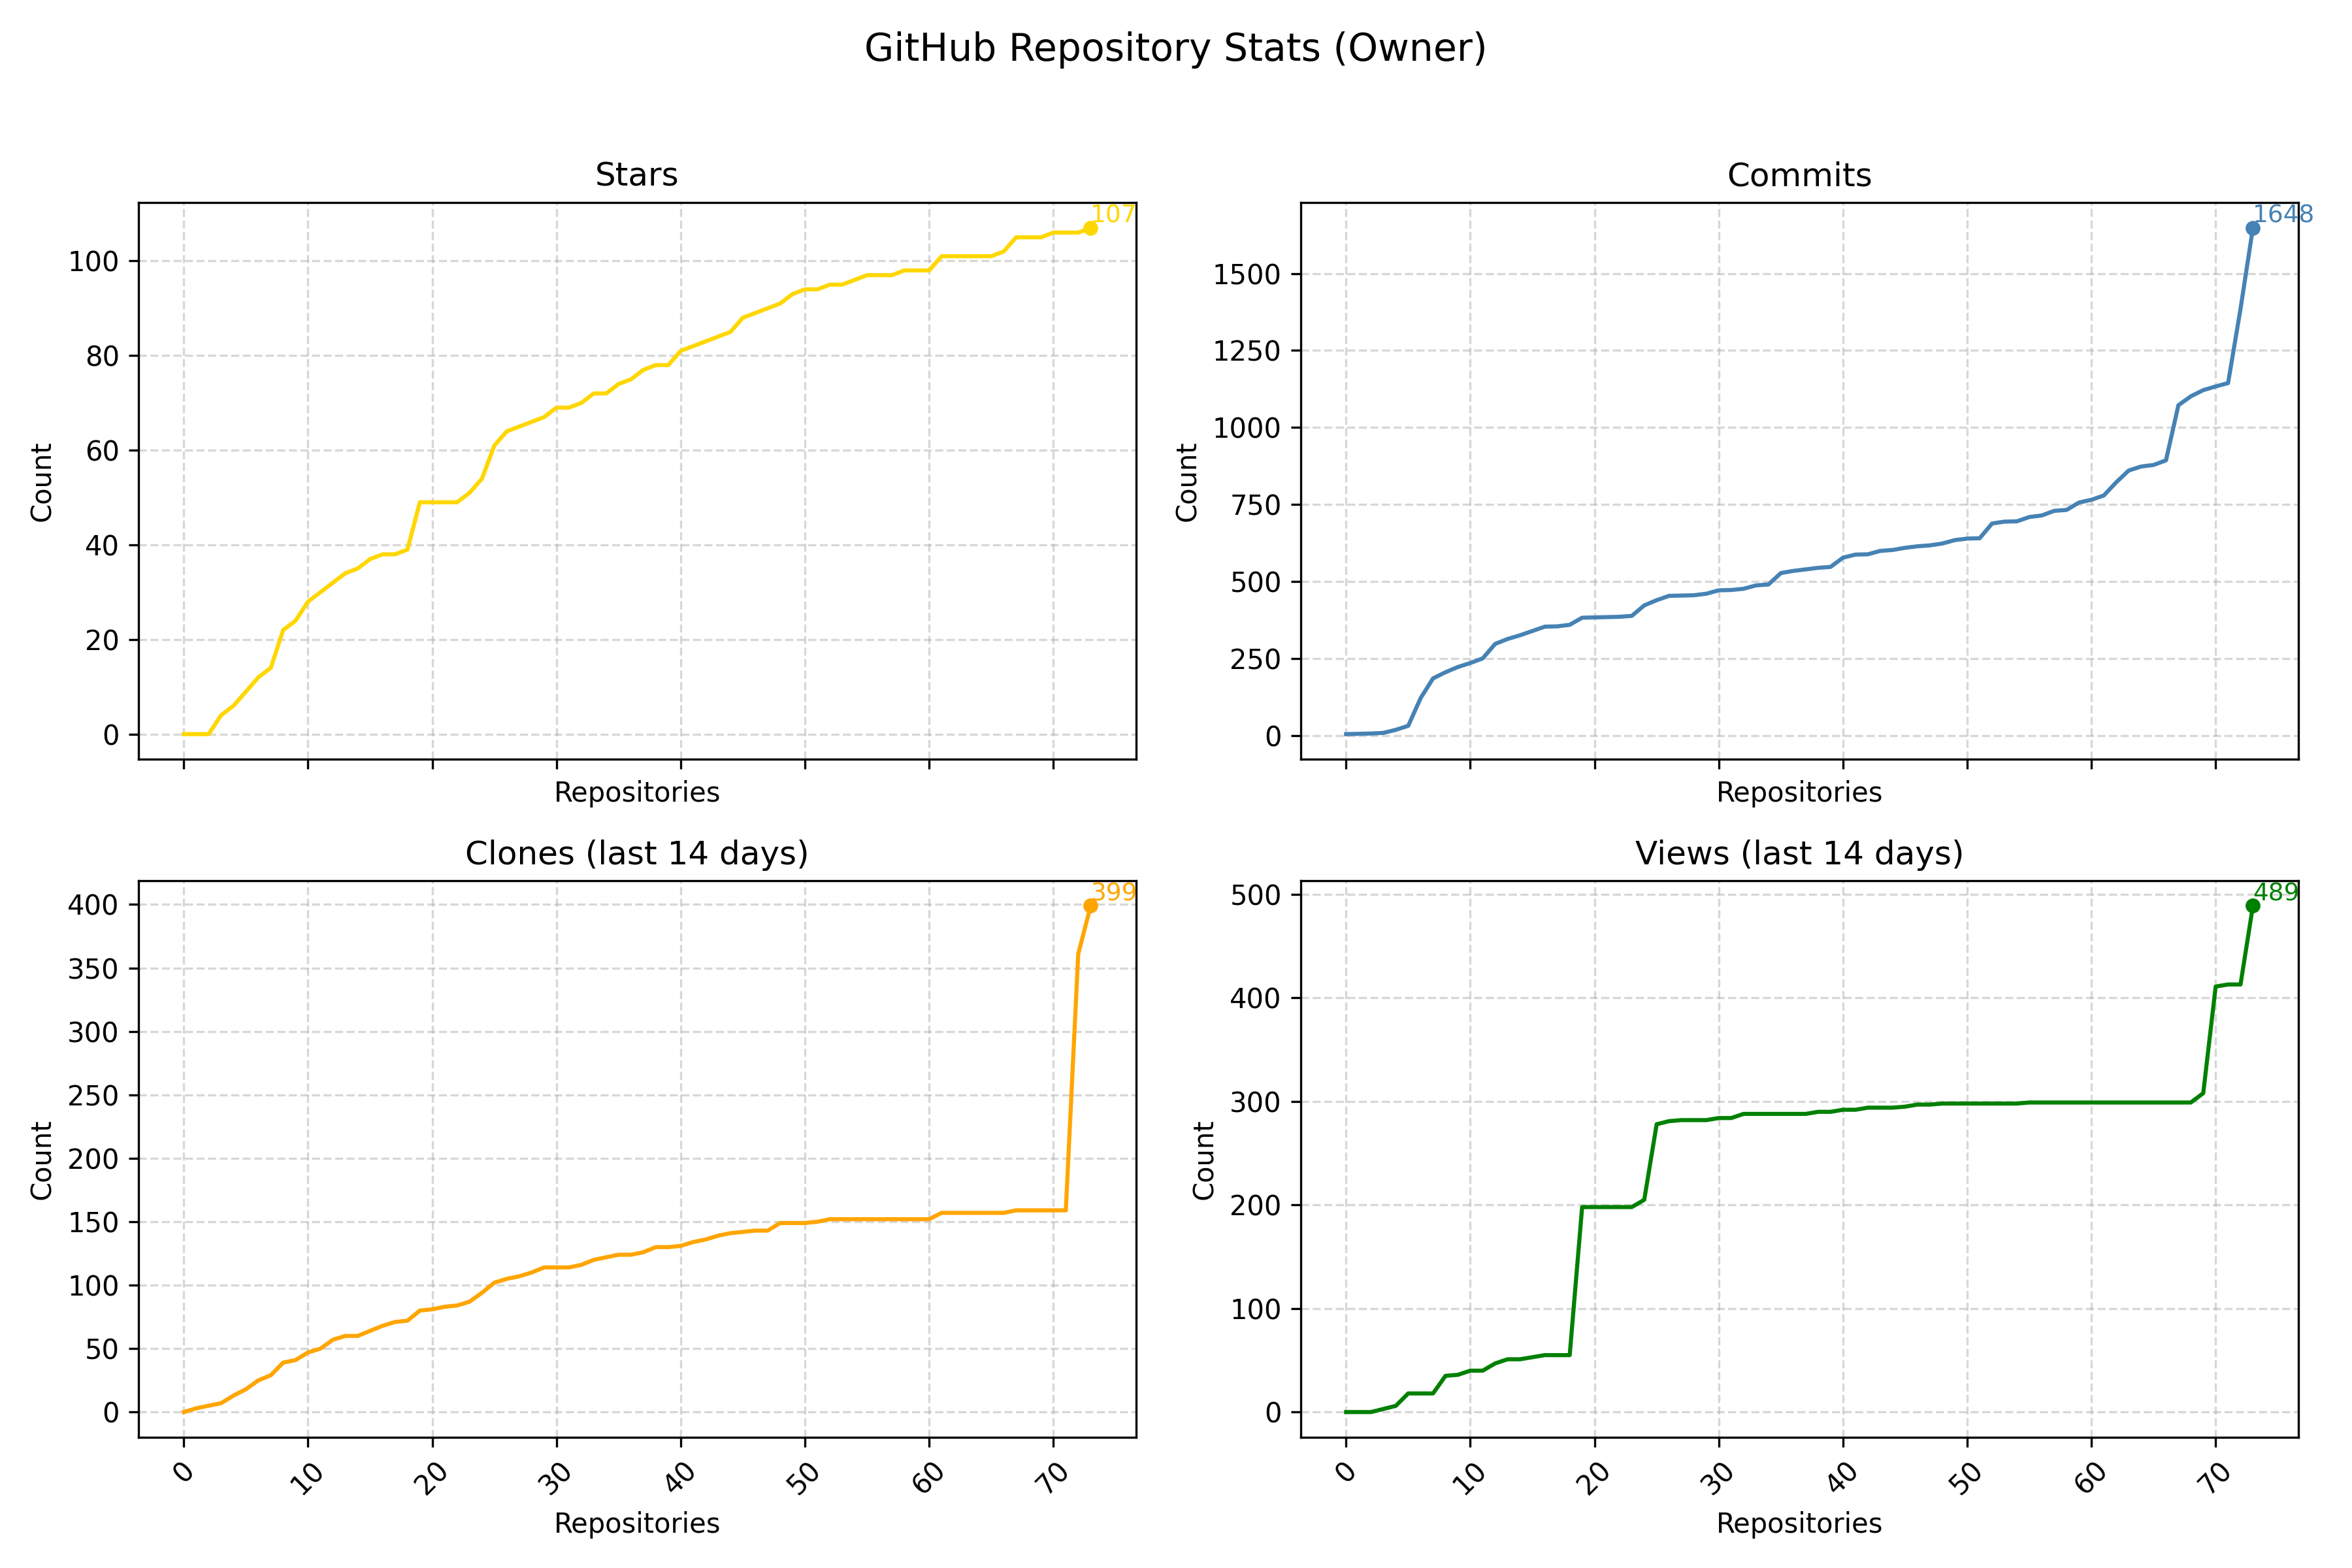 GitHub Repository Stats (Owner)
Stars
107
100
80
60
40
20
0
Count
Repositories
Commits
1648
1500
1250
1000
750
500
250
0
Count
Repositories
Clones (last 14 days)
399
400
350
300
250
200
150
100
50
0
Count
0 10 20 30 40 50 60 70
Repositories
Views (last 14 days)
489
500
400
300
200
100
0
Count
0 10 20 30 40 50 60 70
Repositories